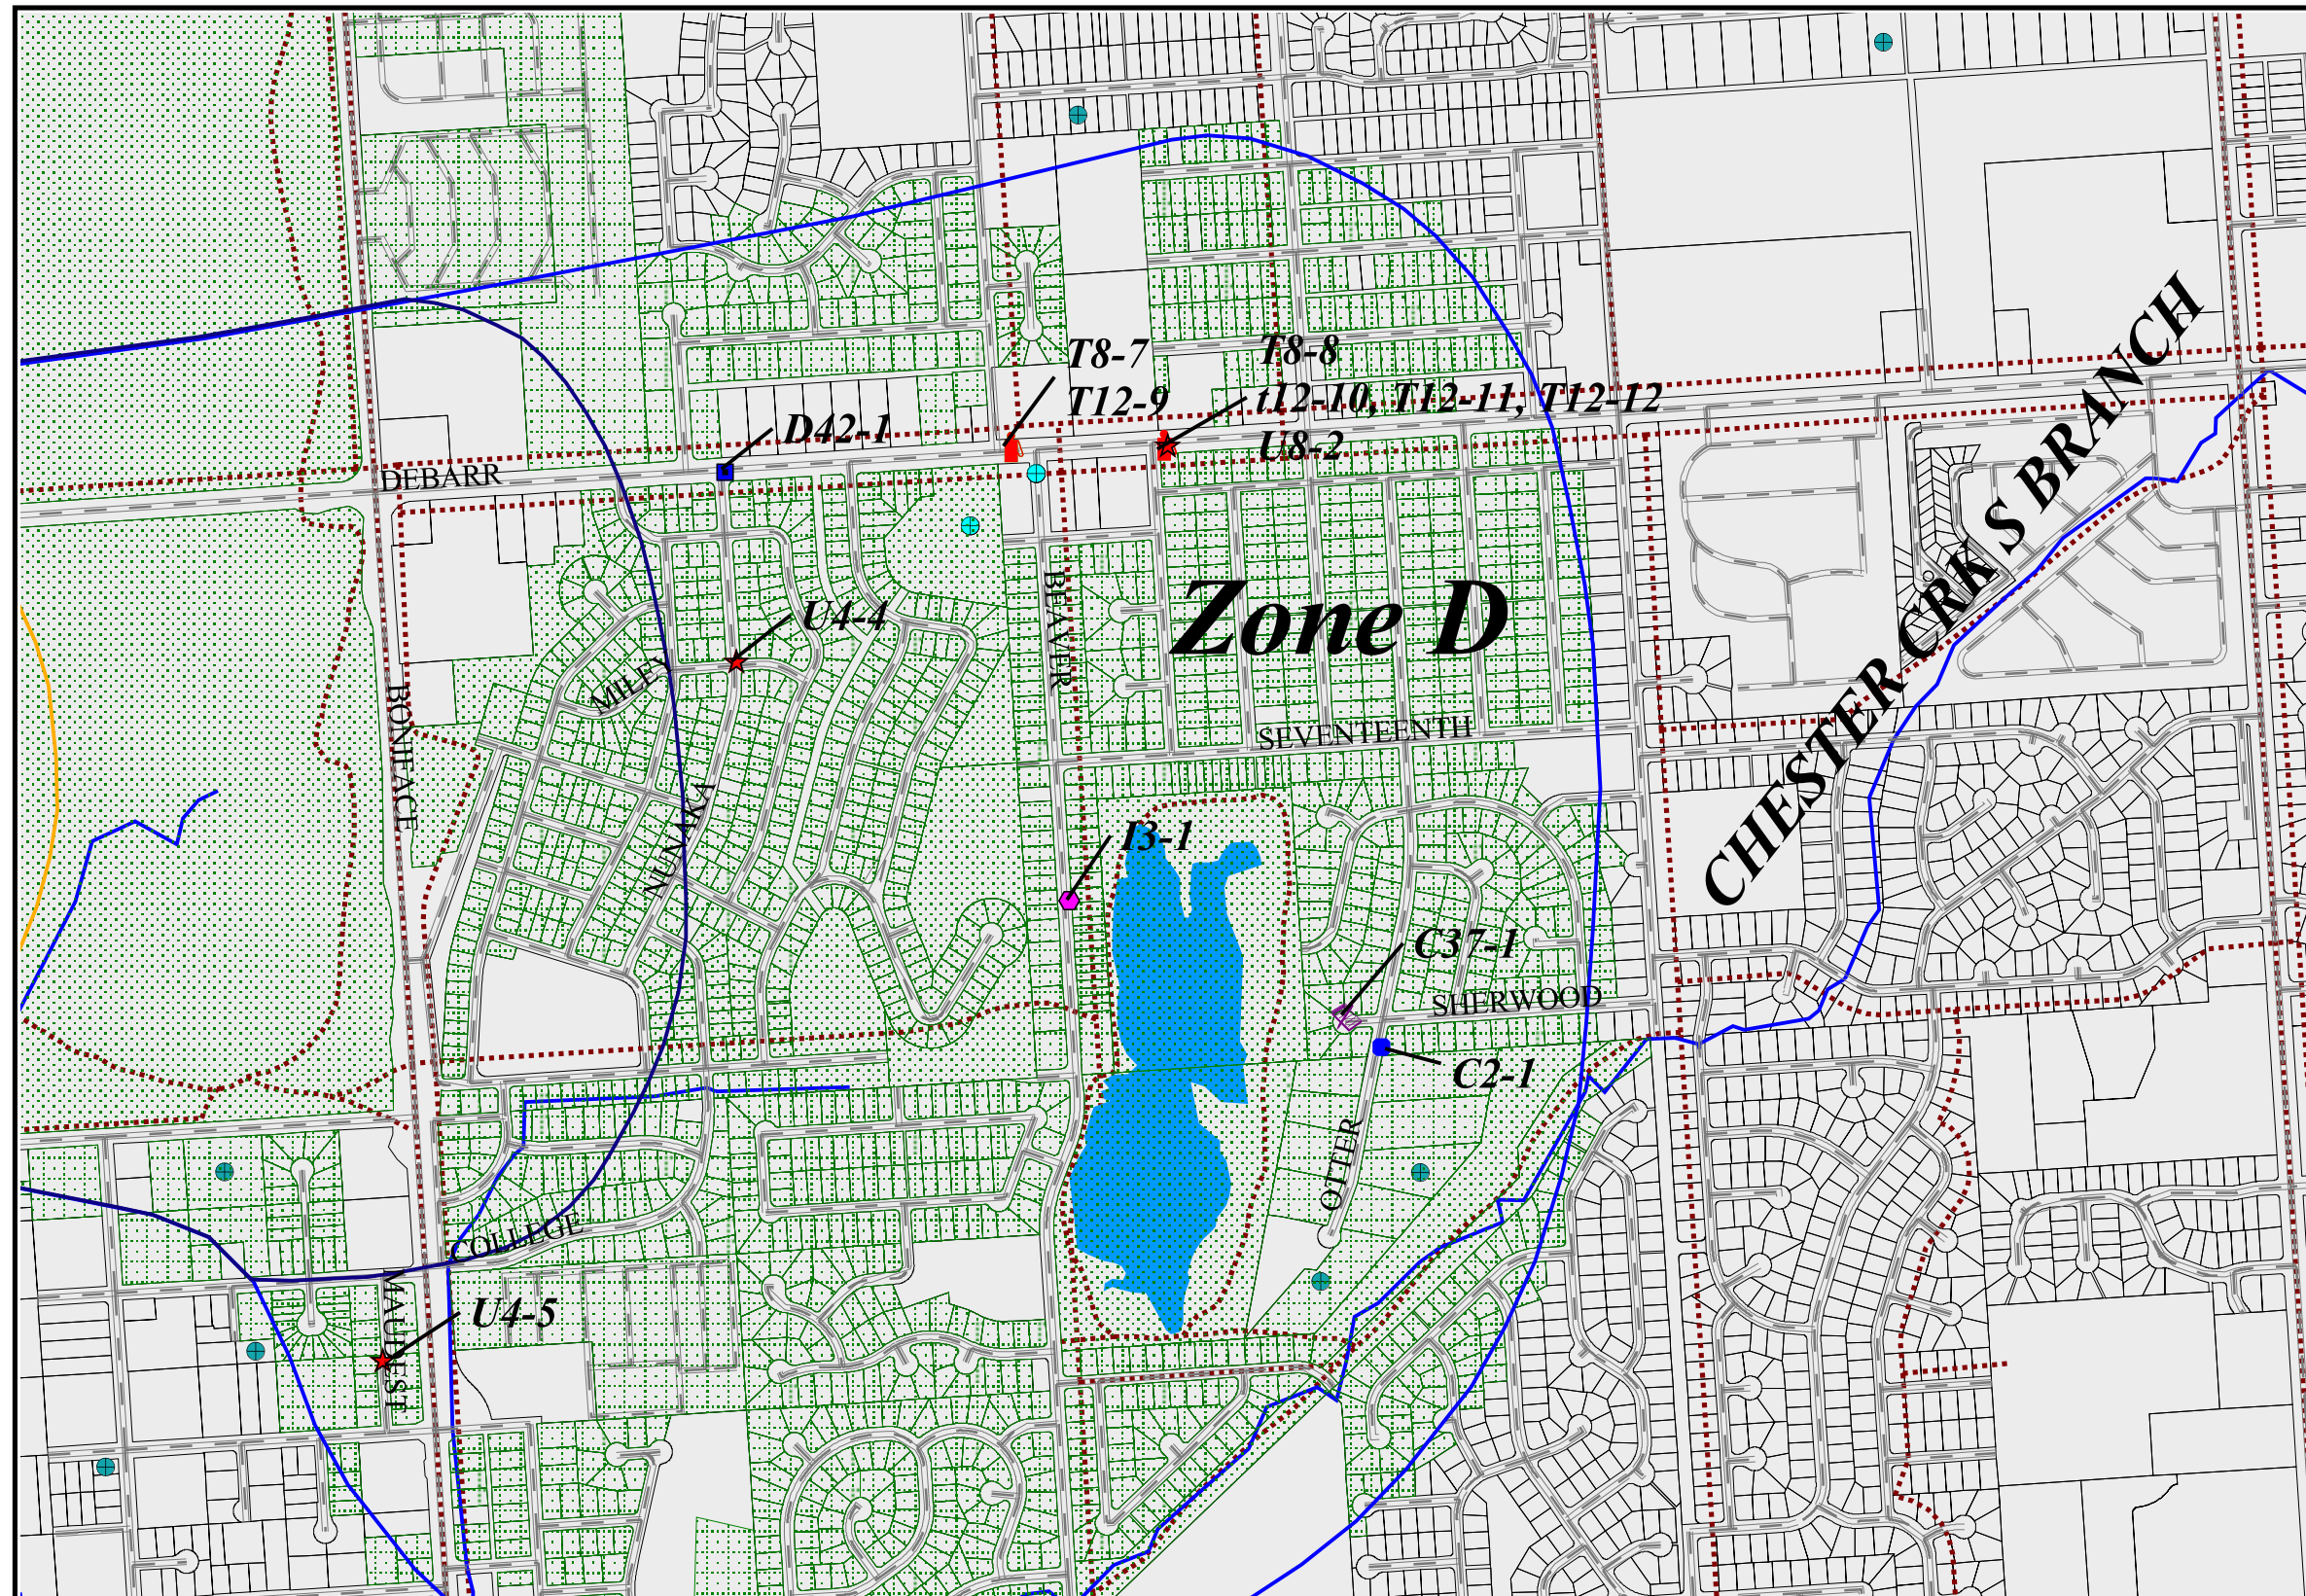 T8-7
T12-9
T8-8
t12-10, T12-11, T12-12
U8-2
D42-1
DEBARR
CHESTER CRK S BRANCH
Zone D
BEAVER
U4-4
MILEY
BONIFACE
SEVENTEENTH
NUNAKA
I3-1
C37-1
SHERWOOD
C2-1
OTTER
COLLEGE
U4-5
MAUDEST